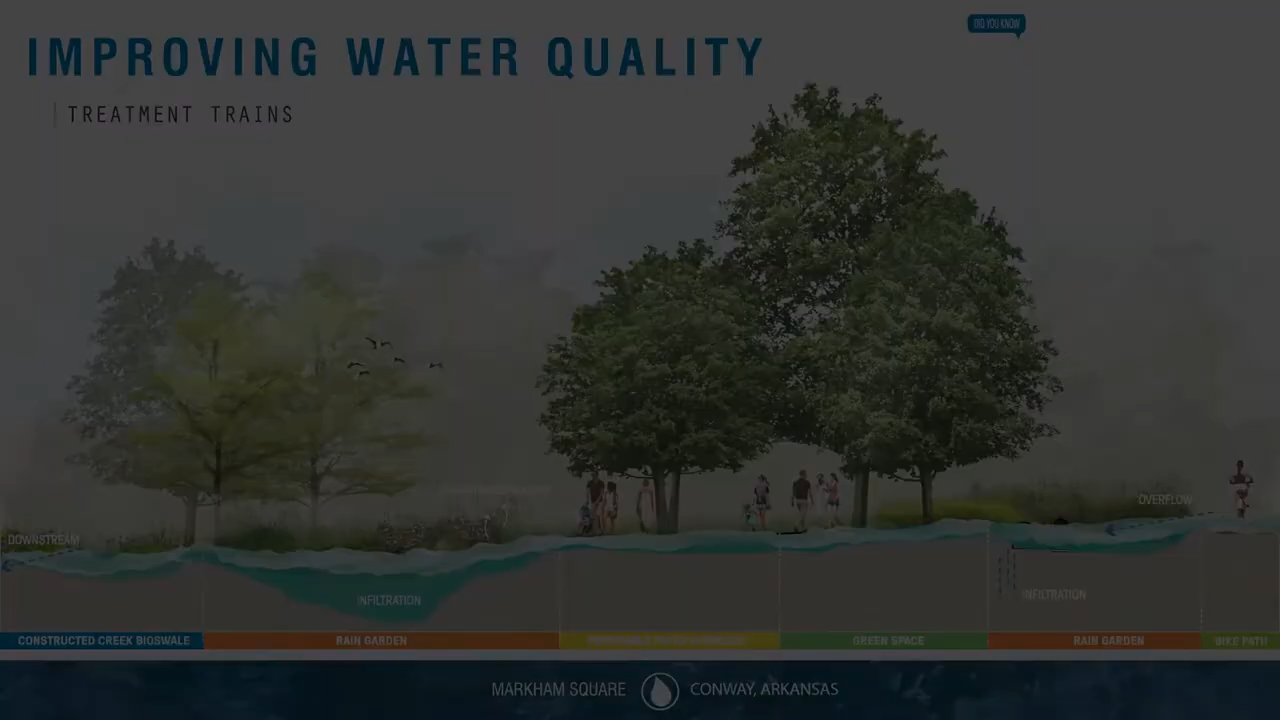 DID YOU KNOW
IMPROVING WATER QUALITY
TREATMENT TRAINS
OVERFLOW
DOWNSTREAM
INFILTRATION
INFILTRATION
CONSTRUCTED CREEK BIOSWALE
RAIN GARDEN
GREEN SPACE
RAIN GARDEN
BIKE PATH
MARKHAM SQUARE
CONWAY, ARKANSAS